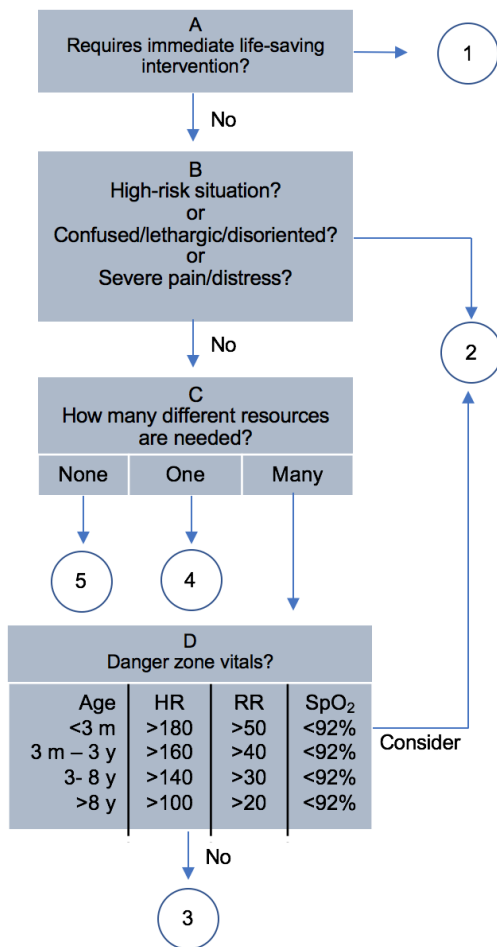 A
Requires immediate life-saving
intervention?
1
No
B
High-risk situation?
or
Confused/lethargic/disoriented?
or
Severe pain/distress?
2
No
C
How many different resources
are needed?
None One Many
5 4
D
Danger zone vitals?
Age HR RR SpO₂
<3 m >180 >50 <92%
3 m – 3 y >160 >40 <92%
3- 8 y >140 >30 <92%
>8 y >100 >20 <92%
Consider
No
3